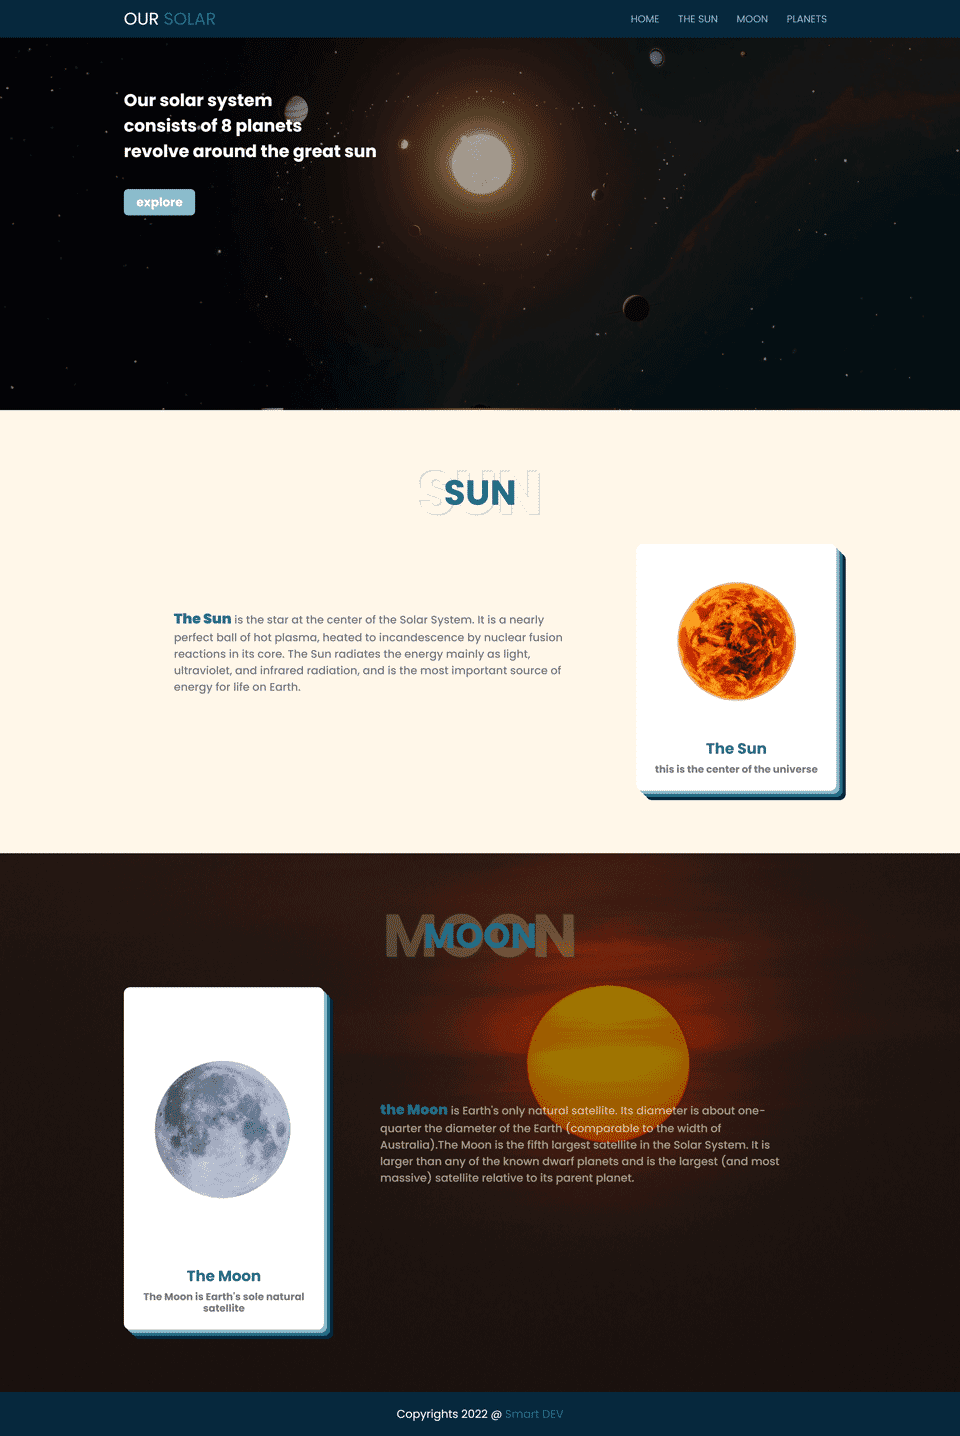 OUR SOLAR
HOME THE SUN MOON PLANETS
Our solar system
consists of 8 planets
revolve around the great sun
explore
SUN
SUN
The Sun is the star at the center of the Solar System. It is a nearly
perfect ball of hot plasma, heated to incandescence by nuclear fusion
reactions in its core. The Sun radiates the energy mainly as light,
ultraviolet, and infrared radiation, and is the most important source of
energy for life on Earth.
The Sun
this is the center of the universe
MOON
MOON
the Moon is Earth's only natural satellite. Its diameter is about one-
quarter the diameter of the Earth (comparable to the width of
Australia).The Moon is the fifth largest satellite in the Solar System. It is
larger than any of the known dwarf planets and is the largest (and most
massive) satellite relative to its parent planet.
The Moon
The Moon is Earth's sole natural
satellite
Copyrights 2022 @ Smart DEV